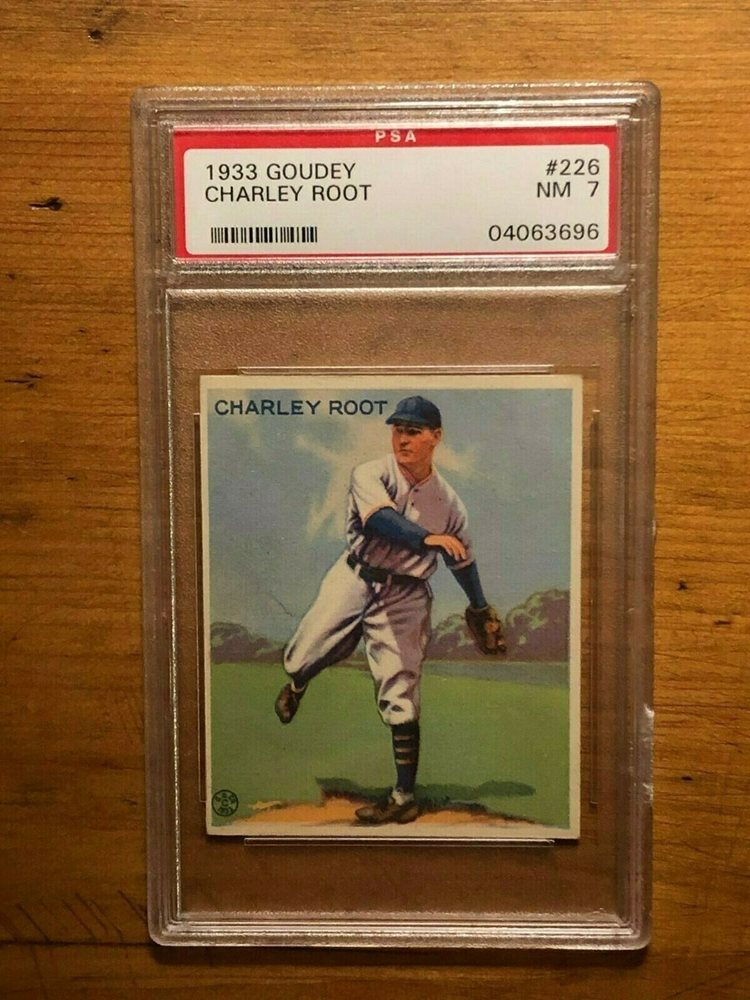 PSA
1933 GOUDEY #226
CHARLEY ROOT NM 7
04063696
CHARLEY ROOT